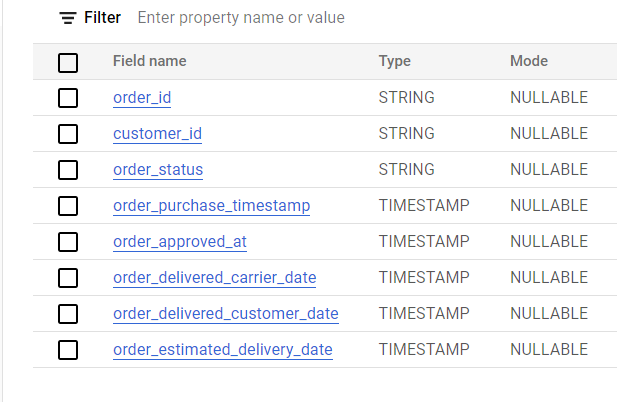 Filter Enter property name or value
Field name Type Mode
order_id STRING NULLABLE
customer_id STRING NULLABLE
order_status STRING NULLABLE
order_purchase_timestamp TIMESTAMP NULLABLE
order_approved_at TIMESTAMP NULLABLE
order_delivered_carrier_date TIMESTAMP NULLABLE
order_delivered_customer_date TIMESTAMP NULLABLE
order_estimated_delivery_date TIMESTAMP NULLABLE